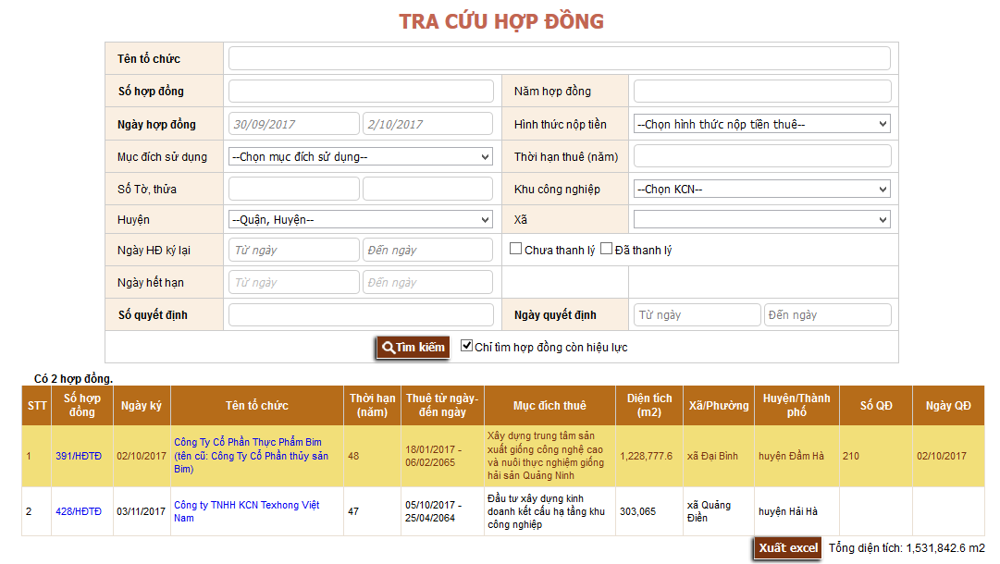 TRA CỨU HỢP ĐỒNG
Tên tổ chức
Số hợp đồng
Năm hợp đồng
Ngày hợp đồng
30/09/2017
2/10/2017
Hình thức nộp tiền
--Chọn hình thức nộp tiền thuê--
Mục đích sử dụng
--Chọn mục đích sử dụng--
Thời hạn thuê (năm)
Số Tờ, thửa
Khu công nghiệp
--Chọn KCN--
Huyện
--Quận, Huyện--
Xã
Ngày HĐ ký lại
Từ ngày
Đến ngày
Chưa thanh lý
Đã thanh lý
Ngày hết hạn
Từ ngày
Đến ngày
Số quyết định
Ngày quyết định
Từ ngày
Đến ngày
Tìm kiếm
Chỉ tìm hợp đồng còn hiệu lực
Có 2 hợp đồng.
STT
Số hợp
đồng
Ngày ký
Tên tổ chức
Thời hạn
(năm)
Thuê từ ngày-
đến ngày
Mục đích thuê
Diện tích
(m2)
Xã/Phường
Huyện/Thành
phố
Số QĐ
Ngày QĐ
1
391/HĐTĐ
02/10/2017
Công Ty Cổ Phần Thực Phẩm Bim
(tên cũ: Công Ty Cổ Phần thủy sản
Bim)
48
18/01/2017 -
06/02/2065
Xây dựng trung tâm sản
xuất giống công nghệ cao
và nuôi thực nghiệm giống
hải sản Quảng Ninh
1,228,777.6
xã Đại Bình
huyện Đầm Hà
210
02/10/2017
2
428/HĐTĐ
03/11/2017
Công ty TNHH KCN Texhong Việt
Nam
47
05/10/2017 -
25/04/2064
Đầu tư xây dựng kinh
doanh kết cấu hạ tầng khu
công nghiệp
303,065
xã Quảng
Điền
huyện Hải Hà
Xuất excel
Tổng diện tích: 1,531,842.6 m2